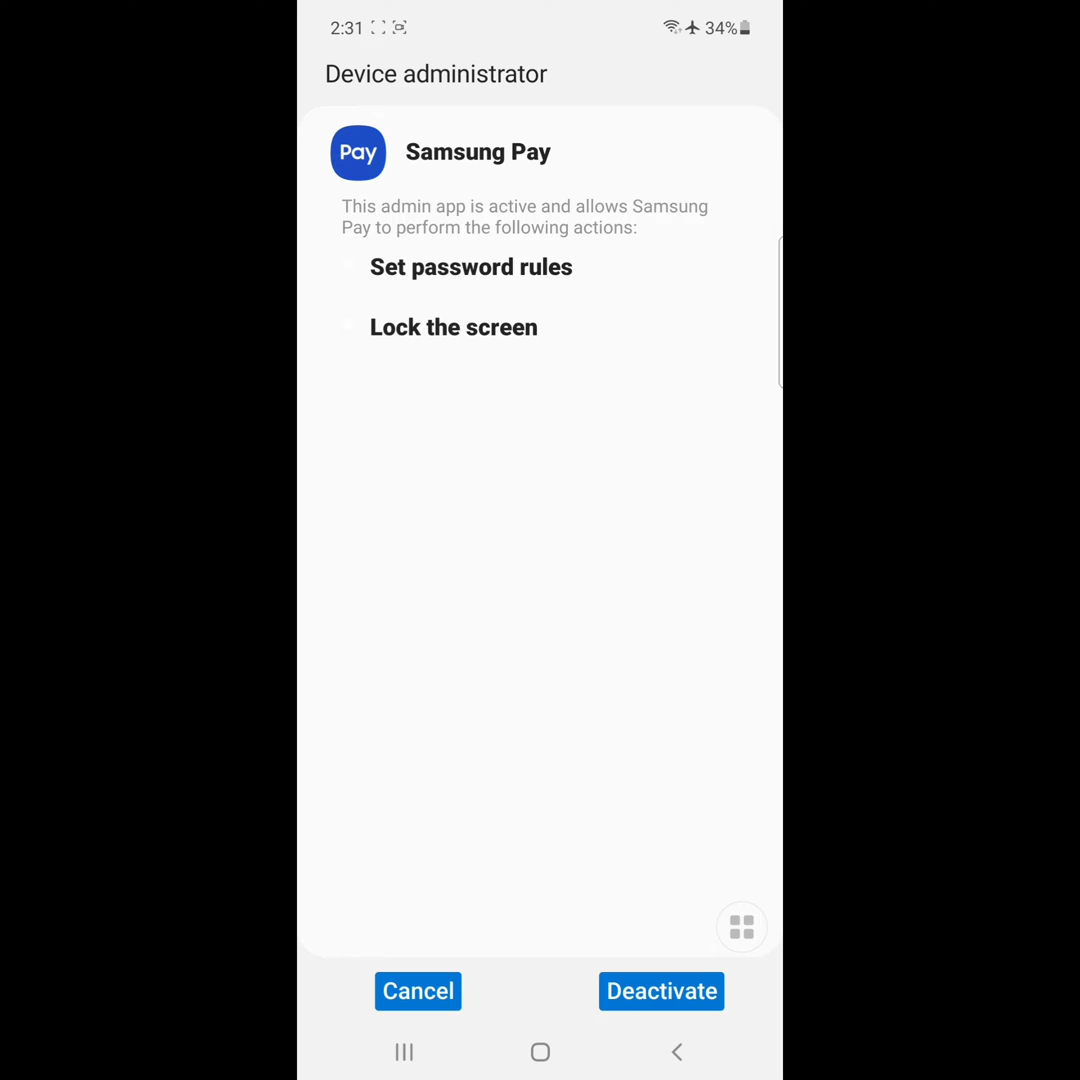 2:31 34%
Device administrator
Pay Samsung Pay
This admin app is active and allows Samsung
Pay to perform the following actions:
Set password rules
Lock the screen
Cancel Deactivate